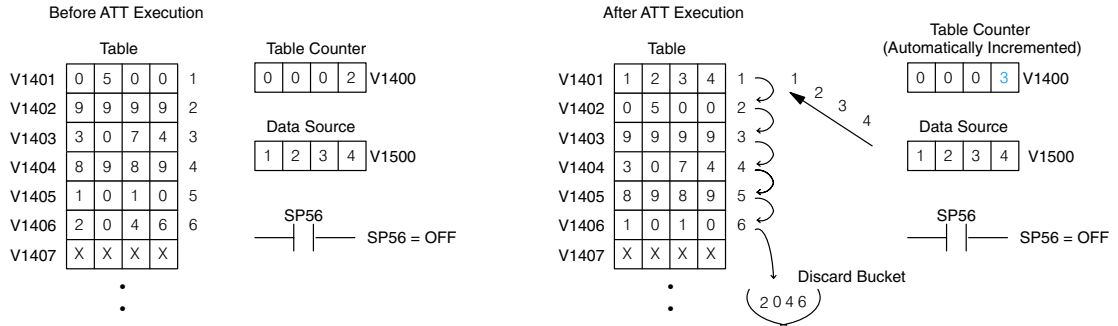 Before ATT Execution
Table
V1401 0 5 0 0 1
V1402 9 9 9 9 2
V1403 3 0 7 4 3
V1404 8 9 8 9 4
V1405 1 0 1 0 5
V1406 2 0 4 6 6
V1407 X X X X
Table Counter
0 0 0 2 V1400
Data Source
1 2 3 4 V1500
SP56
SP56 = OFF
After ATT Execution
Table
V1401 1 2 3 4 1
V1402 0 5 0 0 2
V1403 9 9 9 9 3
V1404 3 0 7 4 4
V1405 8 9 8 9 5
V1406 1 0 1 0 6
V1407 X X X X
1
2
3
4
Discard Bucket
2 0 4 6
Table Counter
(Automatically Incremented)
0 0 0 3 V1400
Data Source
1 2 3 4 V1500
SP56
SP56 = OFF